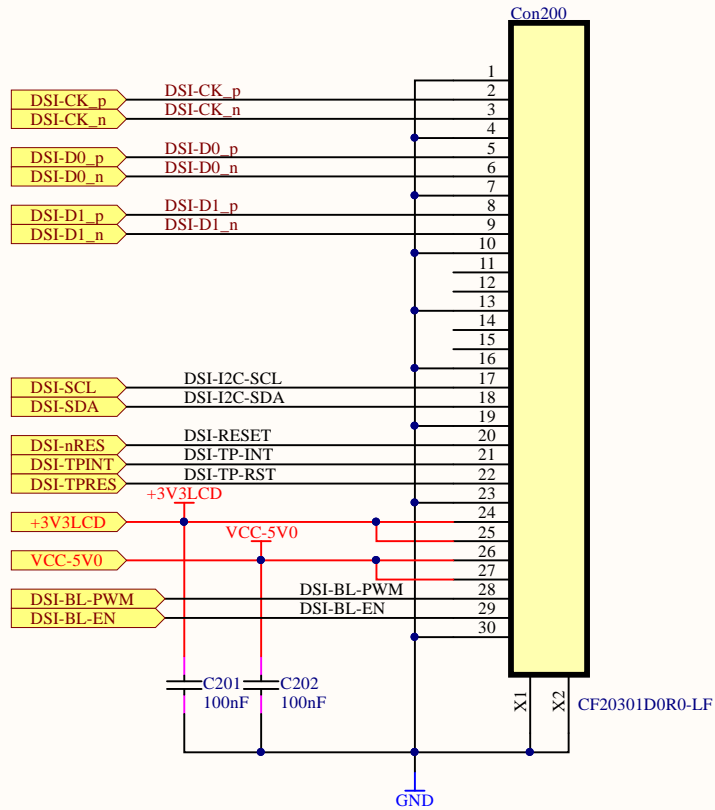 Con200
1
DSI-CK_p DSI-CK_p 2
DSI-CK_n DSI-CK_n 3
4
DSI-D0_p DSI-D0_p 5
DSI-D0_n DSI-D0_n 6
7
DSI-D1_p DSI-D1_p 8
DSI-D1_n DSI-D1_n 9
10
11
12
13
14
15
16
DSI-SCL DSI-I2C-SCL 17
DSI-SDA DSI-I2C-SDA 18
19
DSI-nRES DSI-RESET 20
DSI-TPINT DSI-TP-INT 21
DSI-TPRES DSI-TP-RST 22
+3V3LCD 23
+3V3LCD 24
VCC-5V0 25
VCC-5V0 26
27
DSI-BL-PWM DSI-BL-PWM 28
DSI-BL-EN DSI-BL-EN 29
30
C201 C202
100nF 100nF
X1 X2 CF20301D0R0-LF
GND